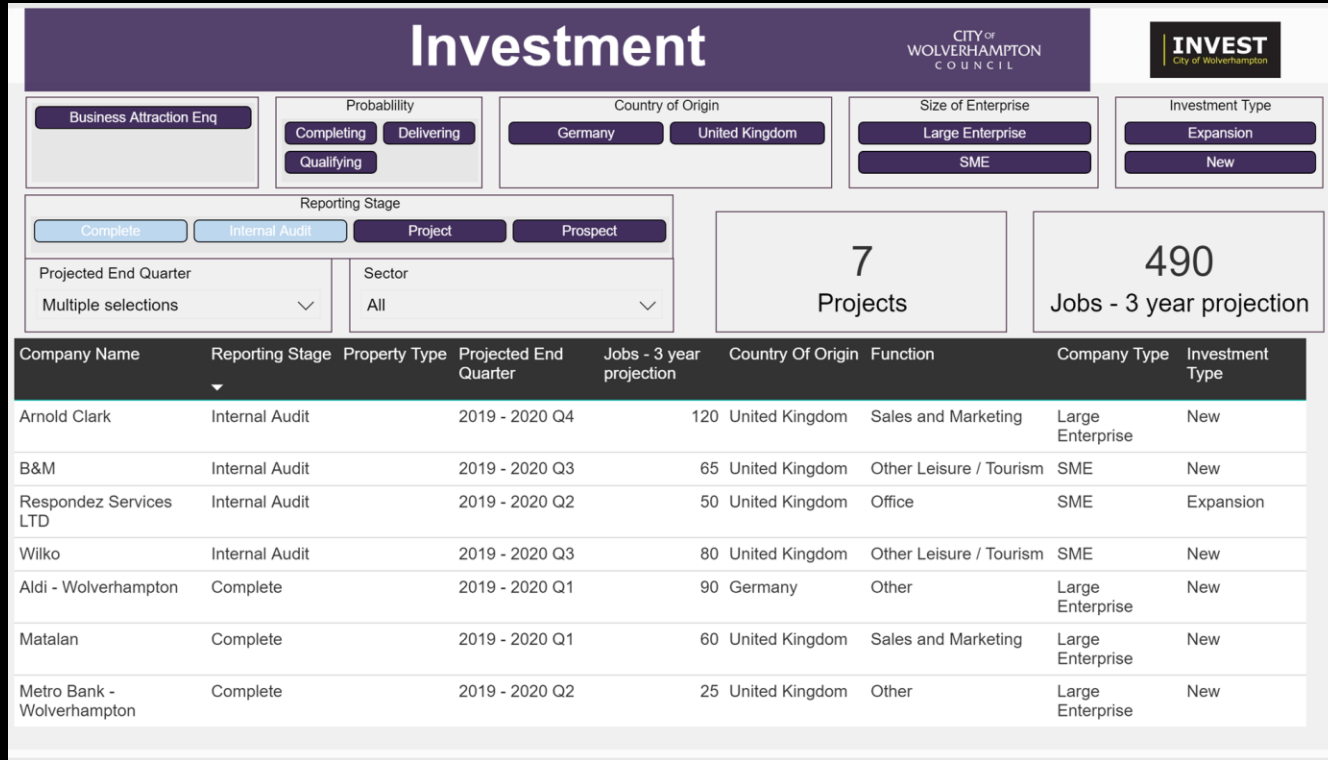 Investment
CITY OF
WOLVERHAMPTON
COUNCIL
INVEST
City of Wolverhampton
Business Attraction Enq
Probablility
Completing Delivering
Qualifying
Country of Origin
Germany United Kingdom
Size of Enterprise
Large Enterprise
SME
Investment Type
Expansion
New
Reporting Stage
Complete Internal Audit Project Prospect
Projected End Quarter
Multiple selections
Sector
All
7
Projects
490
Jobs - 3 year projection
Company Name Reporting Stage Property Type Projected End Jobs - 3 year Country Of Origin Function Company Type Investment
Quarter projection Type
Arnold Clark Internal Audit 2019 - 2020 Q4 120 United Kingdom Sales and Marketing Large New
Enterprise
B&M Internal Audit 2019 - 2020 Q3 65 United Kingdom Other Leisure / Tourism SME New
Respondez Services Internal Audit 2019 - 2020 Q2 50 United Kingdom Office SME Expansion
LTD
Wilko Internal Audit 2019 - 2020 Q3 80 United Kingdom Other Leisure / Tourism SME New
Aldi - Wolverhampton Complete 2019 - 2020 Q1 90 Germany Other Large New
Enterprise
Matalan Complete 2019 - 2020 Q1 60 United Kingdom Sales and Marketing Large New
Enterprise
Metro Bank - Complete 2019 - 2020 Q2 25 United Kingdom Other Large New
Wolverhampton Enterprise